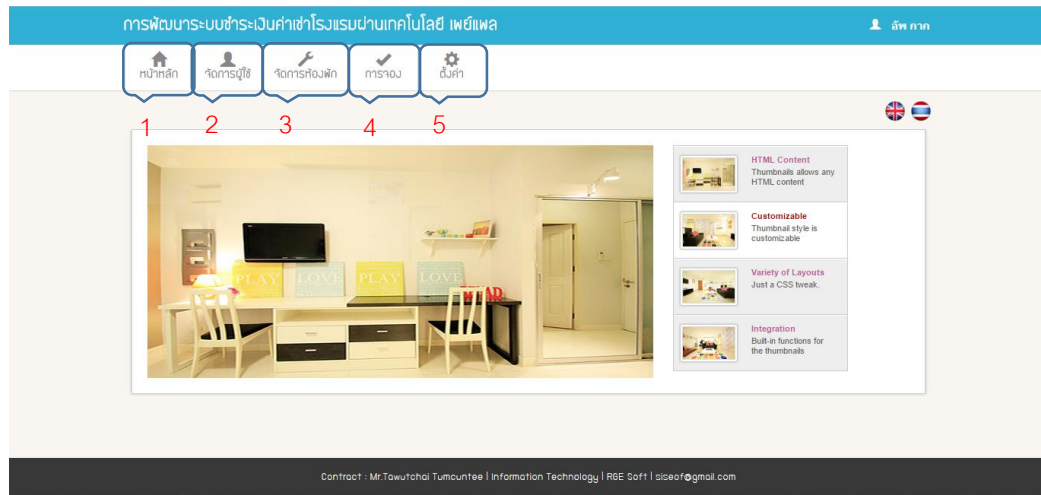 การพัฒนาระบบชำระเงินค่าเช่าโรงแรมผ่านเทคโนโลยี เพย์แพล
อัพ กาก
หน้าหลัก จัดการผู้ใช้ จัดการห้องพัก การจอง ตั้งค่า
1 2 3 4 5
HTML Content
Thumbnails allows any
HTML content
Customizable
Thumbnail style is
customizable
Variety of Layouts
Just a CSS tweak.
Integration
Built-in functions for
the thumbnails
PLAY LOVE PLAY LOVE
Contract : Mr.Tawutchai Tumcuntee | Information Technology | RGE Soft | siseof@gmail.com